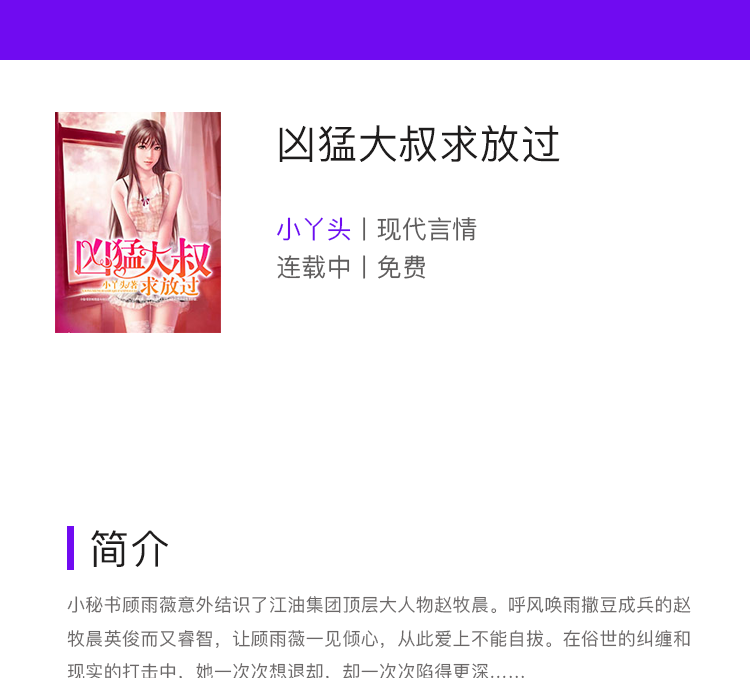 凶猛大叔求放过
小丫头丨现代言情
连载中丨免费
凶猛大叔
小丫头/著 求放过
简介
小秘书顾雨薇意外结识了江油集团顶层大人物赵牧晨。呼风唤雨撒豆成兵的赵
牧晨英俊而又睿智，让顾雨薇一见倾心，从此爱上不能自拔。在俗世的纠缠和
现实的打击中，她一次次想退却，却一次次陷得更深……